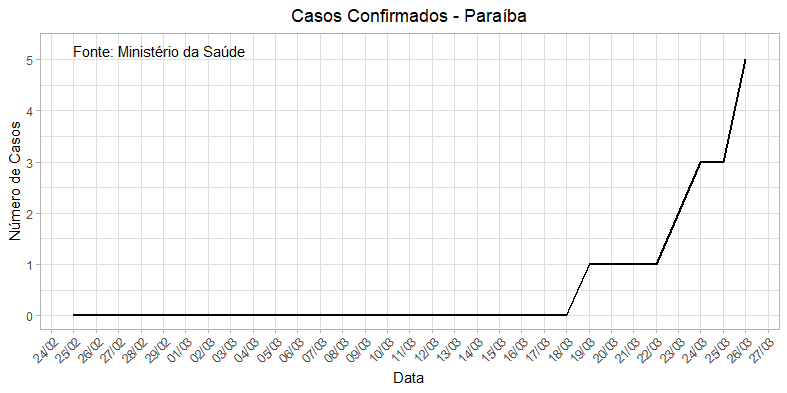 Casos Confirmados - Paraíba
Fonte: Ministério da Saúde
Número de Casos
5
4
3
2
1
0
24/02 25/02 26/02 27/02 28/02 29/02 01/03 02/03 03/03 04/03 05/03 06/03 07/03 08/03 09/03 10/03 11/03 12/03 13/03 14/03 15/03 16/03 17/03 18/03 19/03 20/03 21/03 22/03 23/03 24/03 25/03 26/03 27/03
Data